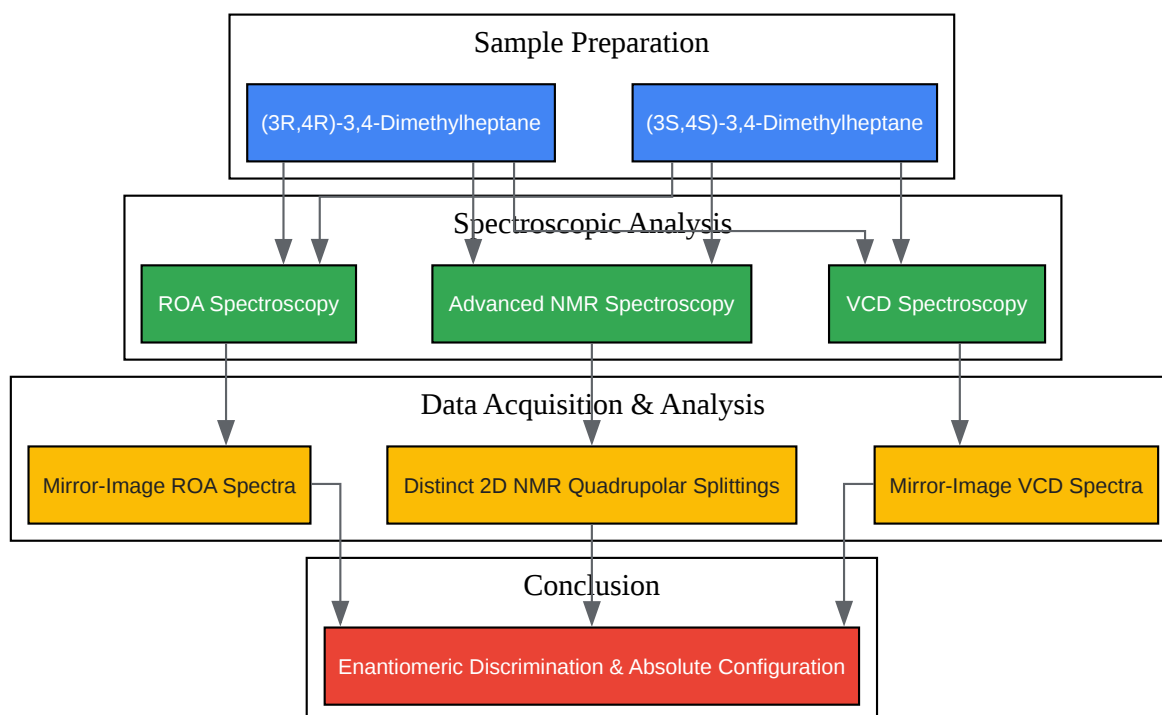 Sample Preparation
(3R,4R)-3,4-Dimethylheptane
(3S,4S)-3,4-Dimethylheptane
Spectroscopic Analysis
ROA Spectroscopy
Advanced NMR Spectroscopy
VCD Spectroscopy
Data Acquisition & Analysis
Mirror-Image ROA Spectra
Distinct 2D NMR Quadrupolar Splittings
Mirror-Image VCD Spectra
Conclusion
Enantiomeric Discrimination & Absolute Configuration